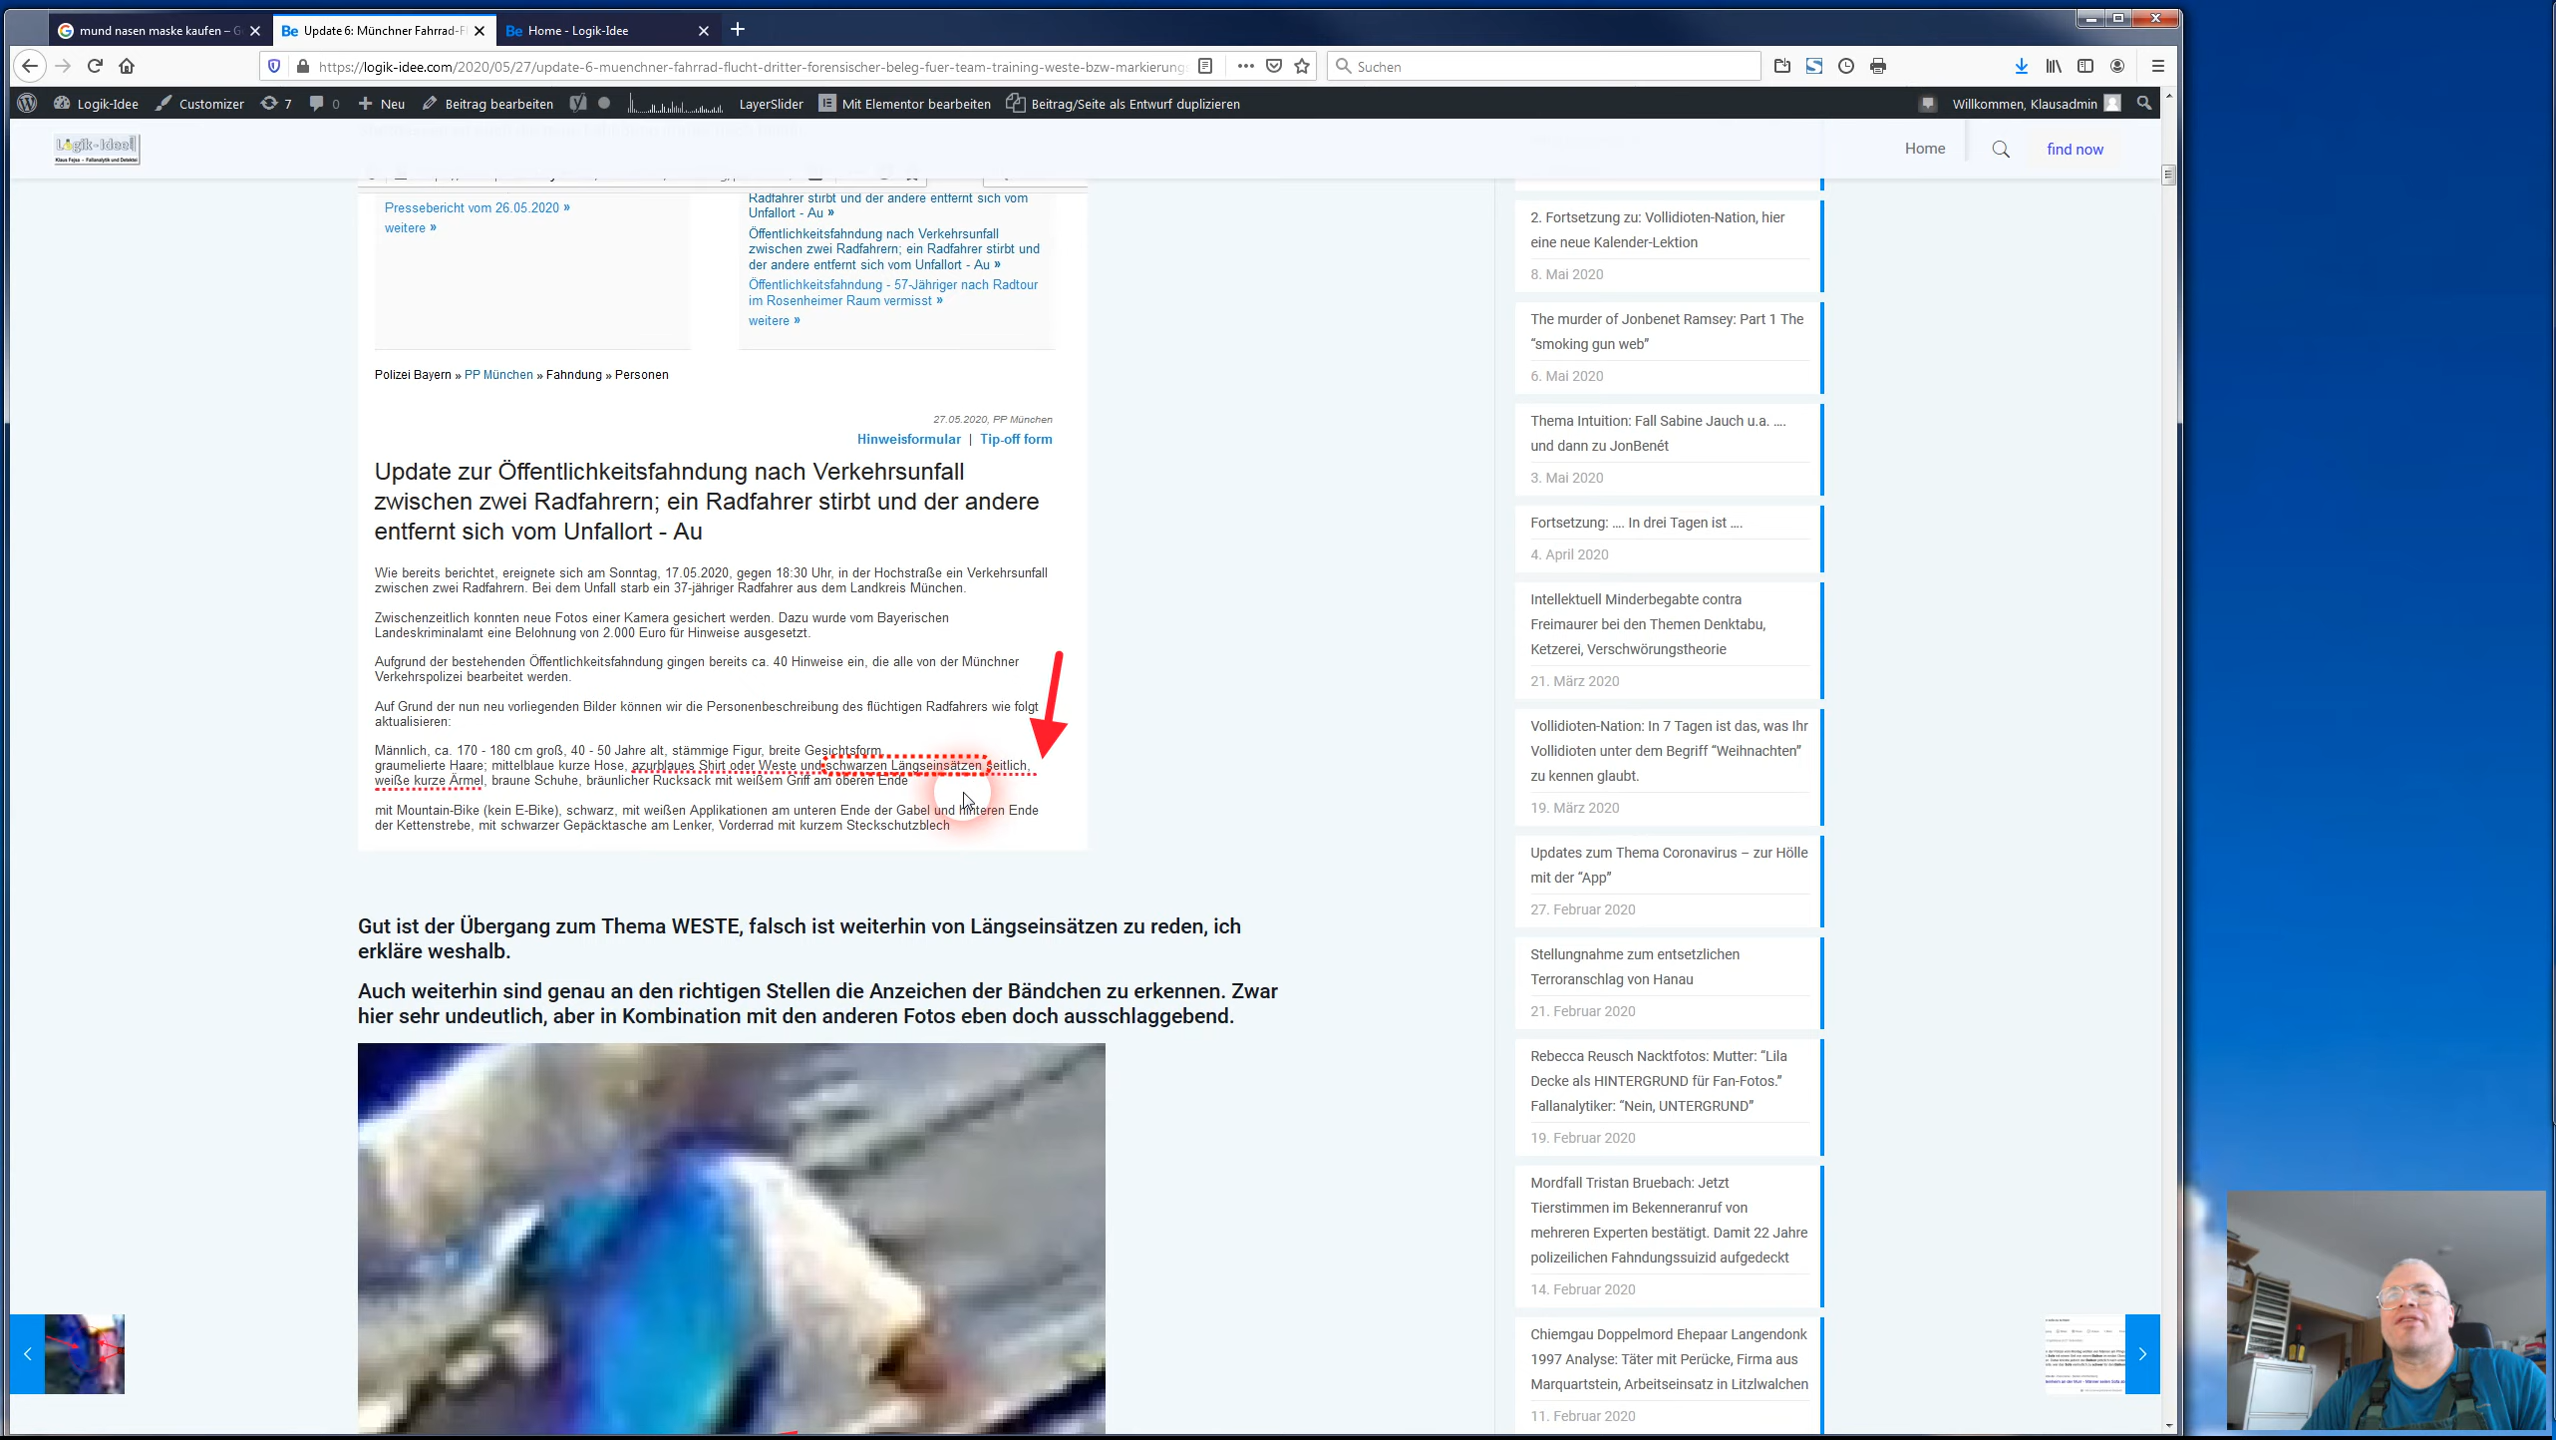 mund nasen maske kaufen – G
Update 6: Münchner Fahrrad-F
Home - Logik-Idee
https://logik-idee.com/2020/05/27/update-6-muenchner-fahrrad-flucht-dritter-forensischer-beleg-fuer-team-training-weste-bzw-markierung
Suchen
Logik-Idee
Customizer
7
0
Neu
Beitrag bearbeiten
LayerSlider
Mit Elementor bearbeiten
Beitrag/Seite als Entwurf duplizieren
Willkommen, Klausadmin
Logik-Idee!
Klaus Fejsa - Fallanalytik und Detektei
Home
find now
Pressebericht vom 26.05.2020 »
weitere »
Radfahrer stirbt und der andere entfernt sich vom
Unfallort - Au »
Öffentlichkeitsfahndung nach Verkehrsunfall
zwischen zwei Radfahrern; ein Radfahrer stirbt und
der andere entfernt sich vom Unfallort - Au »
Öffentlichkeitsfahndung - 57-Jähriger nach Radtour
im Rosenheimer Raum vermisst »
weitere »
Polizei Bayern » PP München » Fahndung » Personen
27.05.2020, PP München
Hinweisformular | Tip-off form
Update zur Öffentlichkeitsfahndung nach Verkehrsunfall
zwischen zwei Radfahrern; ein Radfahrer stirbt und der andere
entfernt sich vom Unfallort - Au
Wie bereits berichtet, ereignete sich am Sonntag, 17.05.2020, gegen 18:30 Uhr, in der Hochstraße ein Verkehrsunfall
zwischen zwei Radfahrern. Bei dem Unfall starb ein 37-jähriger Radfahrer aus dem Landkreis München.
Zwischenzeitlich konnten neue Fotos einer Kamera gesichert werden. Dazu wurde vom Bayerischen
Landeskriminalamt eine Belohnung von 2.000 Euro für Hinweise ausgesetzt.
Aufgrund der bestehenden Öffentlichkeitsfahndung gingen bereits ca. 40 Hinweise ein, die alle von der Münchner
Verkehrspolizei bearbeitet werden.
Auf Grund der nun neu vorliegenden Bilder können wir die Personenbeschreibung des flüchtigen Radfahrers wie folgt
aktualisieren:
Männlich, ca. 170 - 180 cm groß, 40 - 50 Jahre alt, stämmige Figur, breite Gesichtsform
graumelierte Haare; mittelblaue kurze Hose, azurblaues Shirt oder Weste und schwarzen Längseinsätzen seitlich,
weiße kurze Ärmel, braune Schuhe, bräunlicher Rucksack mit weißem Griff am oberen Ende
mit Mountain-Bike (kein E-Bike), schwarz, mit weißen Applikationen am unteren Ende der Gabel und hinteren Ende
der Kettenstrebe, mit schwarzer Gepäcktasche am Lenker, Vorderrad mit kurzem Steckschutzblech
Gut ist der Übergang zum Thema WESTE, falsch ist weiterhin von Längseinsätzen zu reden, ich
erkläre weshalb.
Auch weiterhin sind genau an den richtigen Stellen die Anzeichen der Bändchen zu erkennen. Zwar
hier sehr undeutlich, aber in Kombination mit den anderen Fotos eben doch ausschlaggebend.
2. Fortsetzung zu: Vollidioten-Nation, hier
eine neue Kalender-Lektion
8. Mai 2020
The murder of Jonbenet Ramsey: Part 1 The
“smoking gun web”
6. Mai 2020
Thema Intuition: Fall Sabine Jauch u.a. ....
und dann zu JonBenét
3. Mai 2020
Fortsetzung: .... In drei Tagen ist ....
4. April 2020
Intellektuell Minderbegabte contra
Freimaurer bei den Themen Denktabu,
Ketzerei, Verschwörungstheorie
21. März 2020
Vollidioten-Nation: In 7 Tagen ist das, was Ihr
Vollidioten unter dem Begriff “Weihnachten”
zu kennen glaubt.
19. März 2020
Updates zum Thema Coronavirus – zur Hölle
mit der “App”
27. Februar 2020
Stellungnahme zum entsetzlichen
Terroranschlag von Hanau
21. Februar 2020
Rebecca Reusch Nacktfotos: Mutter: “Lila
Decke als HINTERGRUND für Fan-Fotos.”
Fallanalytiker: “Nein, UNTERGRUND”
19. Februar 2020
Mordfall Tristan Bruebach: Jetzt
Tierstimmen im Bekenneranruf von
mehreren Experten bestätigt. Damit 22 Jahre
polizeilichen Fahndungssuizid aufgedeckt
14. Februar 2020
Chiemgau Doppelmord Ehepaar Langendonk
1997 Analyse: Täter mit Perücke, Firma aus
Marquartstein, Arbeitseinsatz in Litzlwalchen
11. Februar 2020